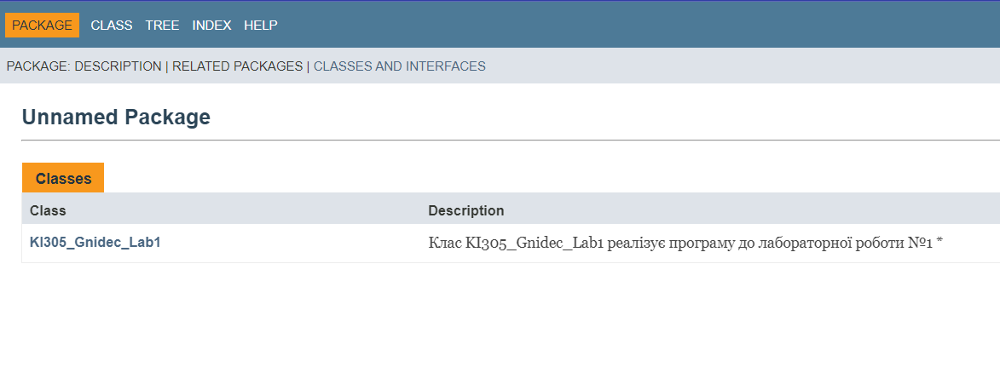 PACKAGE CLASS TREE INDEX HELP
PACKAGE: DESCRIPTION | RELATED PACKAGES | CLASSES AND INTERFACES
Unnamed Package
Classes
Class Description
KI305_Gnidec_Lab1 Клас KI305_Gnidec_Lab1 реалізує програму до лабораторної роботи №1 *